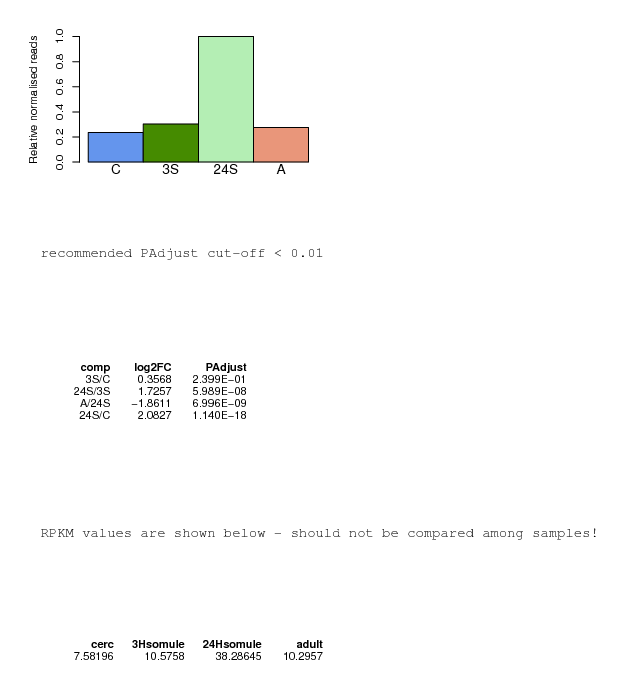 Relative normalised reads
1.0
0.8
0.6
0.4
0.2
0.0
C 3S 24S A
recommended PAdjust cut-off < 0.01
comp log2FC PAdjust
3S/C 0.3568 2.399E−01
24S/3S 1.7257 5.989E−08
A/24S −1.8611 6.996E−09
24S/C 2.0827 1.140E−18
RPKM values are shown below - should not be compared among samples!
cerc 3Hsomule 24Hsomule adult
7.58196 10.5758 38.28645 10.2957